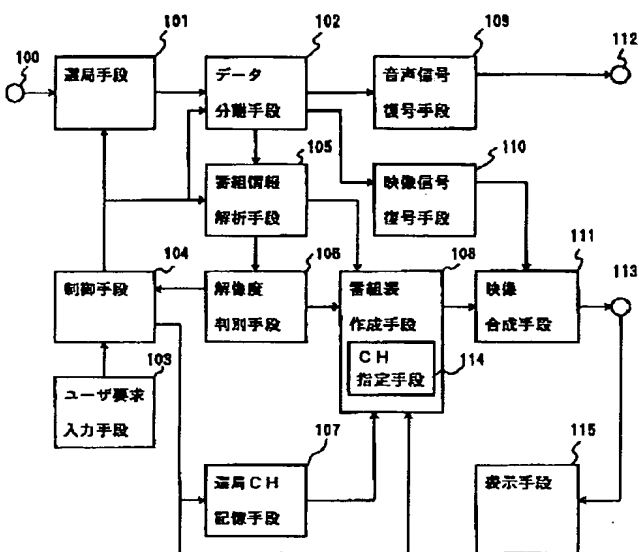 101
102
109
112
100
選局手段
データ
分離手段
音声信号
復号手段
105
110
番組情報
解析手段
映像信号
復号手段
111
104
106
108
113
制御手段
解像度
判別手段
番組表
作成手段
映像
合成手段
CH
指定手段
114
103
ユーザ要求
入力手段
107
115
選局CH
記憶手段
表示手段